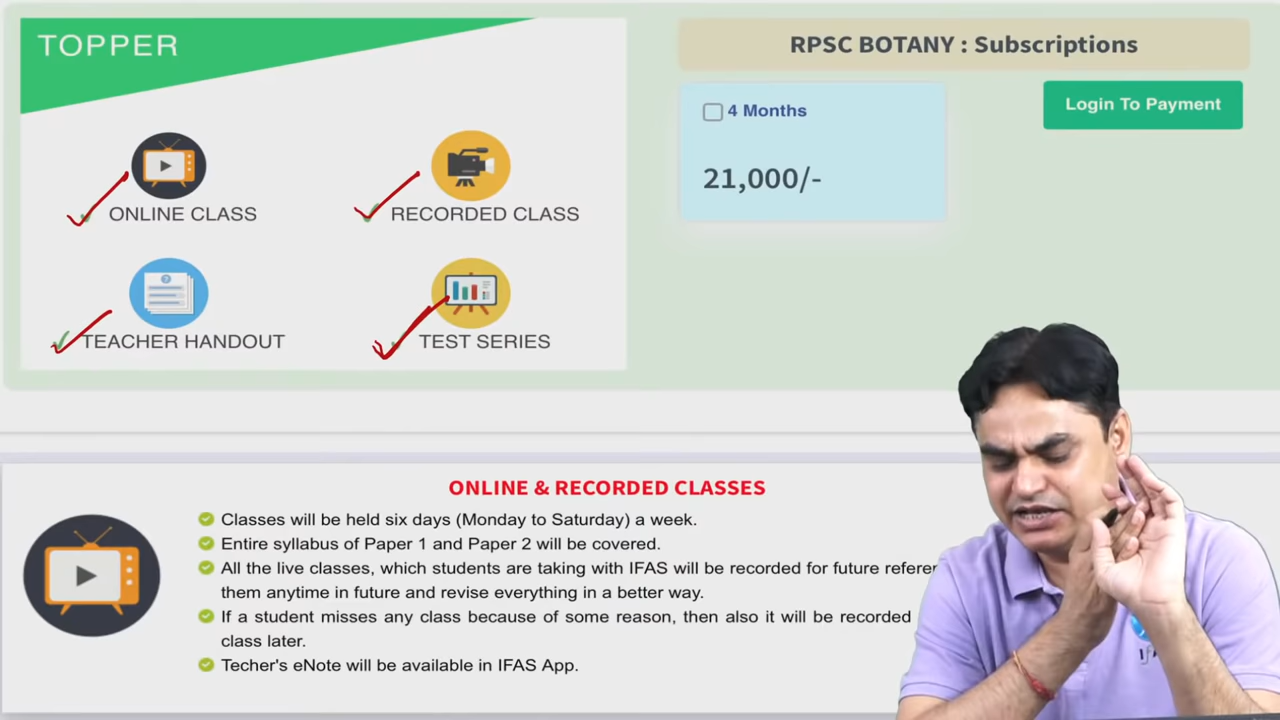 TOPPER
ONLINE CLASS
RECORDED CLASS
TEACHER HANDOUT
TEST SERIES
RPSC BOTANY : Subscriptions
4 Months
21,000/-
Login To Payment
ONLINE & RECORDED CLASSES
Classes will be held six days (Monday to Saturday) a week.
Entire syllabus of Paper 1 and Paper 2 will be covered.
All the live classes, which students are taking with IFAS will be recorded for future
them anytime in future and revise everything in a better way.
If a student misses any class because of some reason, then also it will be recorded
class later.
Techer's eNote will be available in IFAS App.